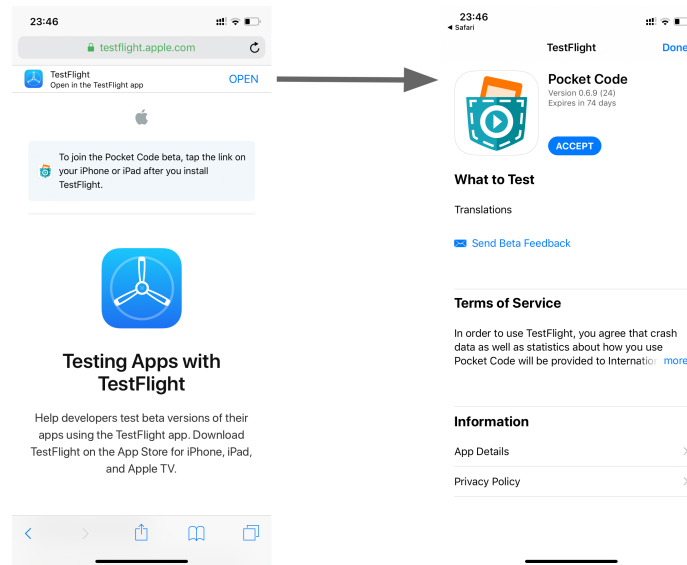 23:46
testflight.apple.com
TestFlight
Open in the TestFlight app
OPEN
To join the Pocket Code beta, tap the link on
your iPhone or iPad after you install
TestFlight.
Testing Apps with
TestFlight
Help developers test beta versions of their
apps using the TestFlight app. Download
TestFlight on the App Store for iPhone, iPad,
and Apple TV.
23:46
Safari
TestFlight
Done
Pocket Code
Version 0.6.9 (24)
Expires in 74 days
ACCEPT
What to Test
Translations
Send Beta Feedback
Terms of Service
In order to use TestFlight, you agree that crash
data as well as statistics about how you use
Pocket Code will be provided to Internatior more
Information
App Details
Privacy Policy